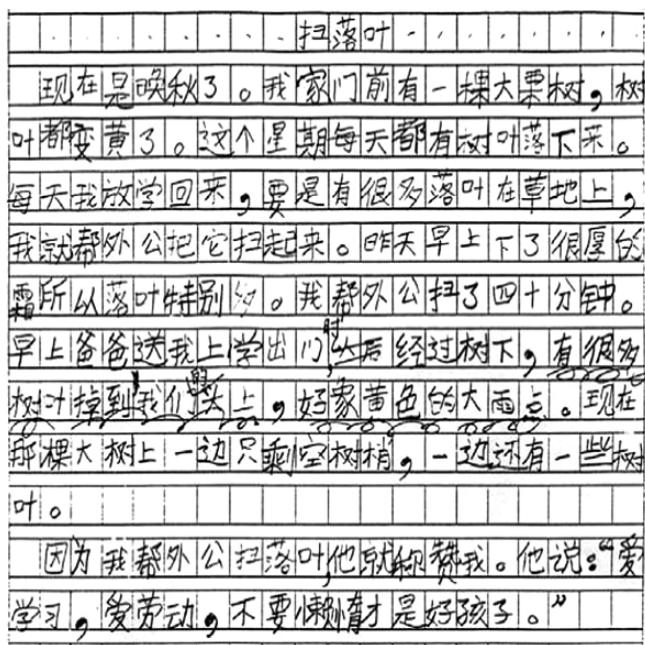 扫落叶
现在是晚秋了。我家门前有一棵大栗树，树
叶都变黄了。这个星期每天都有树叶落下来。
每天我放学回来，要是有很多落叶在草地上，
我就帮外公把它扫起来。昨天早上下了很厚的
霜所以落叶特别多。我帮外公扫了四十分钟。
早上爸爸送我上学出门时，经过树下，有很多
树叶掉到了我们头上，好象黄色的大雨点。现在
那棵大树上一边只剩空树梢，一边还有一些树
叶。
因为我帮外公扫落叶，他就称赞我。他说：“爱
学习，爱劳动，不要懒惰才是好孩子。”